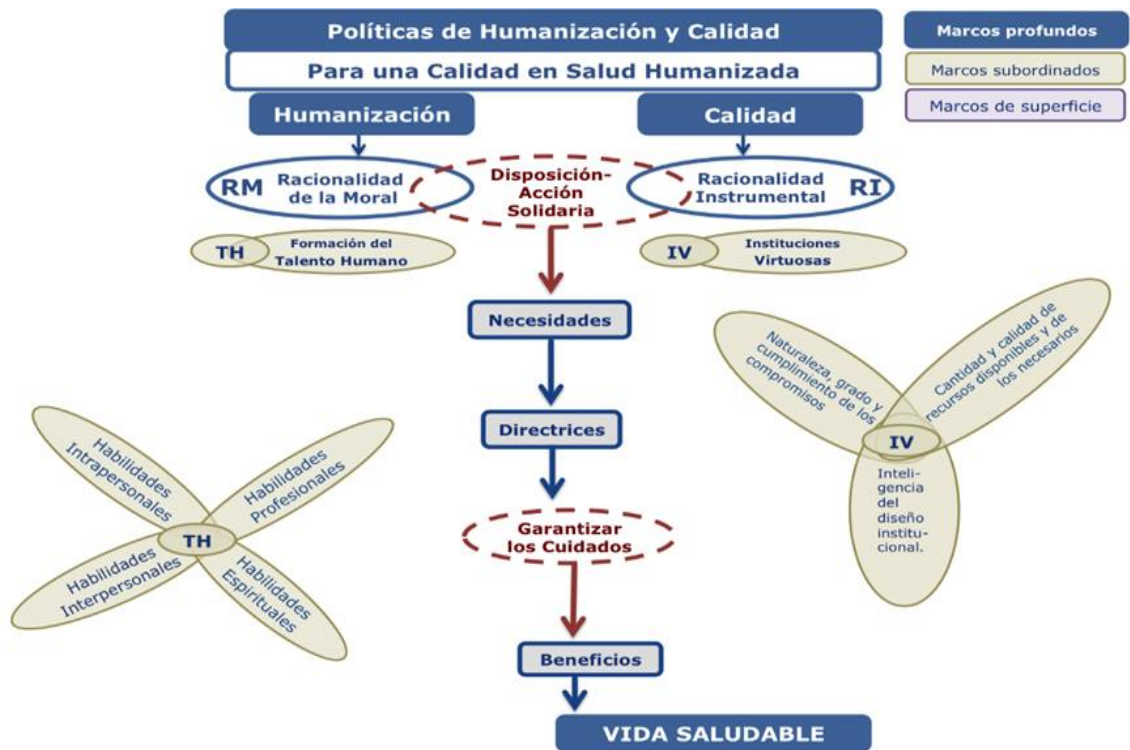 Políticas de Humanización y Calidad
Para una Calidad en Salud Humanizada
Marcos profundos
Marcos subordinados
Marcos de superficie
Humanización
Calidad
RM
Racionalidad
de la Moral
Disposición-
Acción
Solidaria
Racionalidad
Instrumental
RI
TH
Formación del
Talento Humano
IV
Instituciones
Virtuosas
Necesidades
Directrices
Garantizar
los Cuidados
Beneficios
VIDA SALUDABLE
Habilidades
Intrapersonales
Habilidades
Profesionales
TH
Habilidades
Interpersonales
Habilidades
Espirituales
Naturaleza, grado y
cumplimiento de los
compromisos
Cantidad y calidad de
recursos disponibles y de
los necesarios
IV
Inteli-
gencia
del
diseño
institu-
cional.